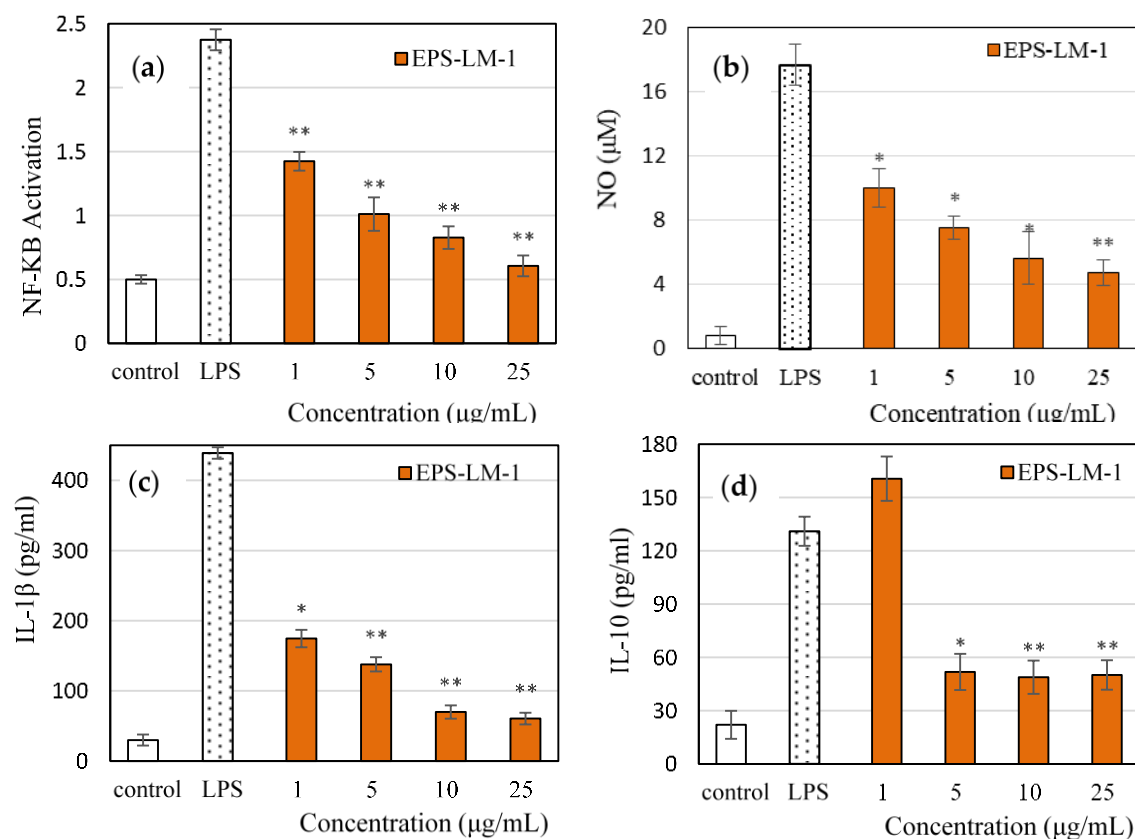 2.5
2
1.5
1
0.5
0
NF-KB Activation
(a)
EPS-LM-1
**
**
**
**
control LPS 1 5 10 25
Concentration (μg/mL)
20
16
12
8
4
0
NO (μM)
(b)
EPS-LM-1
*
*
*
**
control LPS 1 5 10 25
Concentration (μg/mL)
400
300
200
100
0
IL-1β (pg/ml)
(c)
EPS-LM-1
*
**
**
**
control LPS 1 5 10 25
Concentration (μg/mL)
180
150
120
90
60
30
0
IL-10 (pg/ml)
(d)
EPS-LM-1
*
**
**
control LPS 1 5 10 25
Concentration (μg/mL)